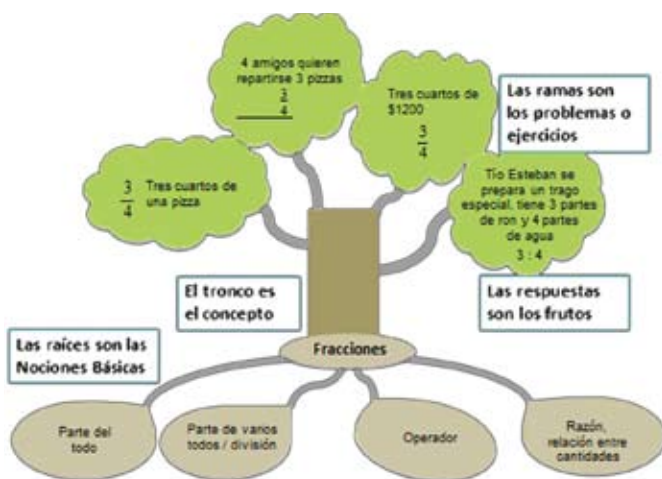 4 amigos quieren
repartirse 3 pizzas
3
4
Tres cuartos de
$1200
3
4
Las ramas son
los problemas o
ejercicios
3
4
Tres cuartos de
una pizza
Tío Esteban se
prepara un trago
especial, tiene 3 partes
de ron y 4 partes
de agua
3 : 4
El tronco es
el concepto
Las respuestas
son los frutos
Las raíces son las
Nociones Básicas
Fracciones
Parte del
todo
Parte de varios
todos / división
Operador
Razón,
relación entre
cantidades